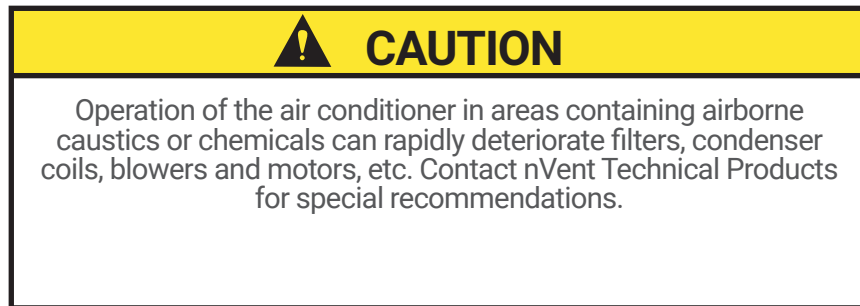 CAUTION
Operation of the air conditioner in areas containing airborne
caustics or chemicals can rapidly deteriorate filters, condenser
coils, blowers and motors, etc. Contact nVent Technical Products
for special recommendations.